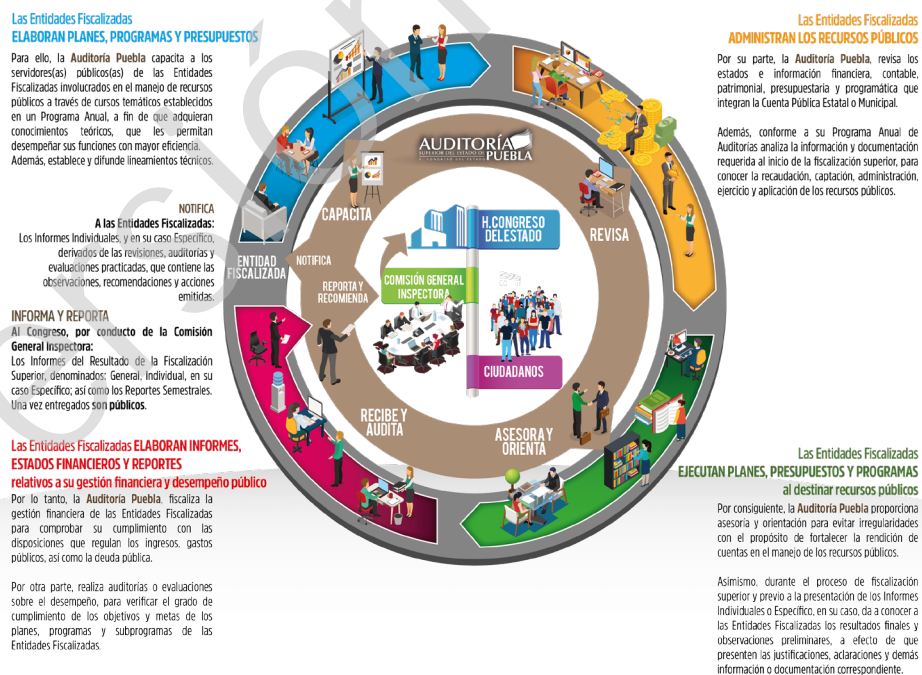 Las Entidades Fiscalizadas
ELABORAN PLANES, PROGRAMAS Y PRESUPUESTOS
Para ello, la Auditoría Puebla capacita a los
servidores(as) públicos(as) de las Entidades
Fiscalizadas involucrados en el manejo de recursos
públicos a través de cursos temáticos establecidos
en un Programa Anual, a fin de que adquieran
conocimientos teóricos, que les permitan
desempeñar sus funciones con mayor eficiencia.
Además, establece y difunde lineamientos técnicos.
NOTIFICA
A las Entidades Fiscalizadas:
Los Informes Individuales, y en su caso Específico,
derivados de las revisiones, auditorías y
evaluaciones practicadas, que contiene las
observaciones, recomendaciones y acciones
emitidas.
INFORMA Y REPORTA
Al Congreso, por conducto de la Comisión
General Inspectora:
Los Informes del Resultado de la Fiscalización
Superior, denominados: General, Individual, en su
caso Específico; así como los Reportes Semestrales.
Una vez entregados son públicos.
Las Entidades Fiscalizadas ELABORAN INFORMES,
ESTADOS FINANCIEROS Y REPORTES
relativos a su gestión financiera y desempeño público
Por lo tanto, la Auditoría Puebla, fiscaliza la
gestión financiera de las Entidades Fiscalizadas
para comprobar su cumplimiento con las
disposiciones que regulan los ingresos, gastos
públicos, así como la deuda pública.
Por otra parte, realiza auditorías o evaluaciones
sobre el desempeño, para verificar el grado de
cumplimiento de los objetivos y metas de los
planes, programas y subprogramas de las
Entidades Fiscalizadas.
AUDITORÍA
SUPERIOR DEL ESTADO DE PUEBLA
H. CONGRESO DEL ESTADO
CAPACITA
REVISA
ENTIDAD
FISCALIZADA
NOTIFICA
REPORTA Y
RECOMIENDA
H. CONGRESO
DEL ESTADO
COMISIÓN GENERAL
INSPECTORA
CIUDADANOS
RECIBE Y
AUDITA
ASESORA Y
ORIENTA
Las Entidades Fiscalizadas
ADMINISTRAN LOS RECURSOS PÚBLICOS
Por su parte, la Auditoría Puebla, revisa los
estados e información financiera, contable,
patrimonial, presupuestaria y programática que
integran la Cuenta Pública Estatal o Municipal.
Además, conforme a su Programa Anual de
Auditorías analiza la información y documentación
requerida al inicio de la fiscalización superior, para
conocer la recaudación, captación, administración,
ejercicio y aplicación de los recursos públicos.
Las Entidades Fiscalizadas
EJECUTAN PLANES, PRESUPUESTOS Y PROGRAMAS
al destinar recursos públicos
Por consiguiente, la Auditoría Puebla proporciona
asesoría y orientación para evitar irregularidades
con el propósito de fortalecer la rendición de
cuentas en el manejo de los recursos públicos.
Asimismo, durante el proceso de fiscalización
superior y previo a la presentación de los Informes
Individuales o Específico, en su caso, da a conocer a
las Entidades Fiscalizadas los resultados finales y
observaciones preliminares, a efecto de que
presenten las justificaciones, aclaraciones y demás
información o documentación correspondiente.